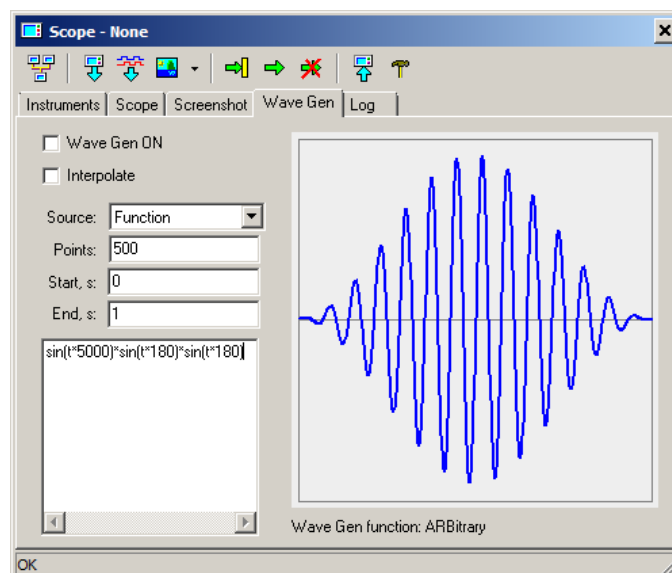 Scope - None
Instruments Scope Screenshot Wave Gen Log
Wave Gen ON
Interpolate
Source: Function
Points: 500
Start, s: 0
End, s: 1
sin(t*5000)*sin(t*180)*sin(t*180)
Wave Gen function: ARBitrary
OK